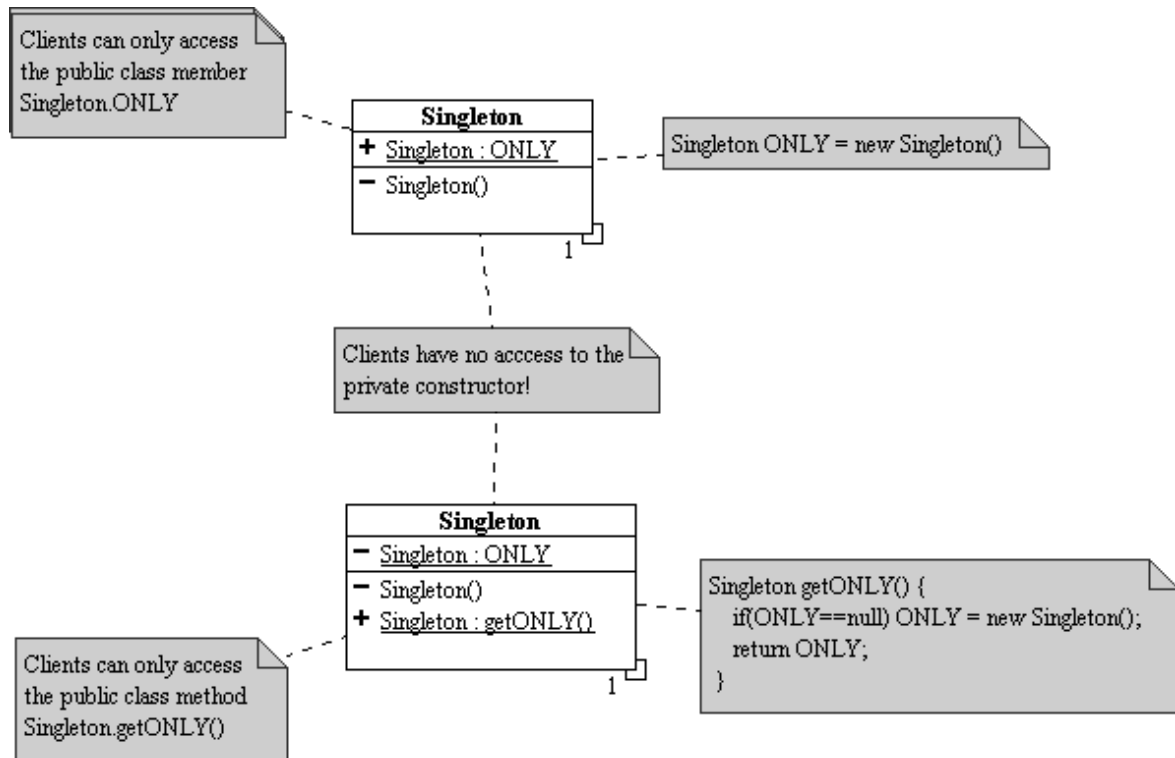 Clients can only access
the public class member
Singleton.ONLY
Singleton
+ Singleton : ONLY
− Singleton()
1
Singleton ONLY = new Singleton()
Clients have no acccess to the
private constructor!
Singleton
− Singleton : ONLY
− Singleton()
+ Singleton : getONLY()
1
Singleton getONLY() {
if(ONLY==null) ONLY = new Singleton();
return ONLY;
}
Clients can only access
the public class method
Singleton.getONLY()